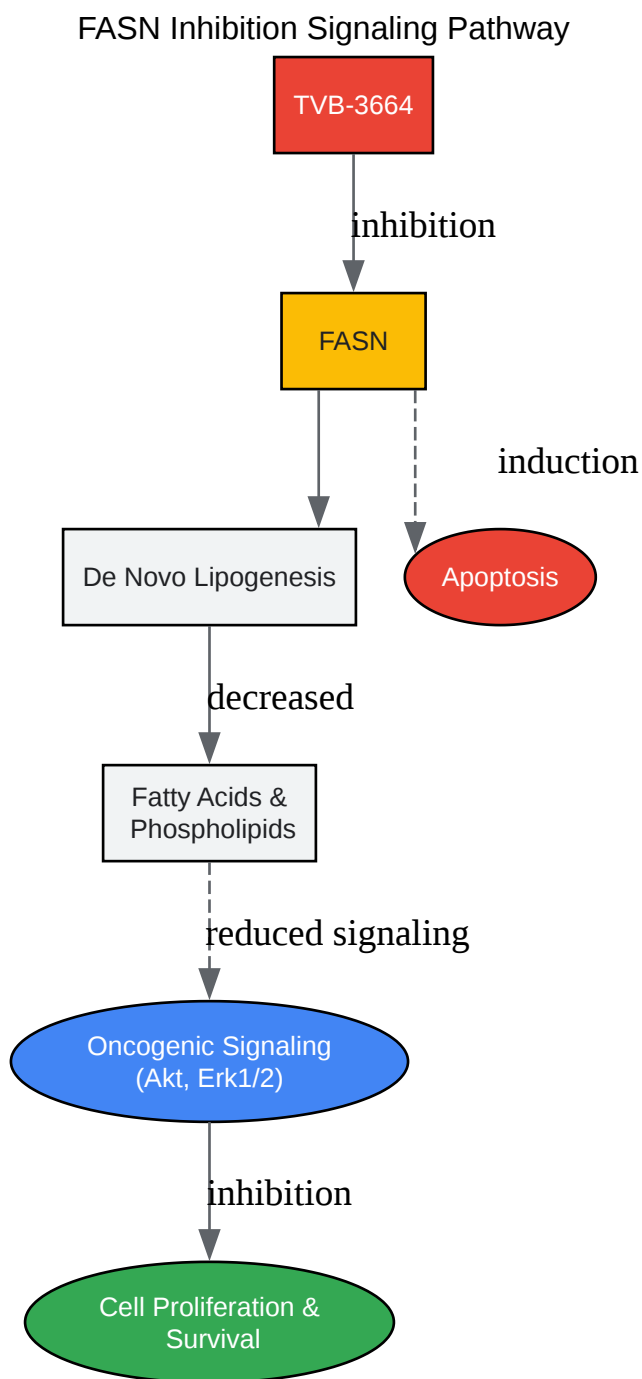 FASN Inhibition Signaling Pathway
TVB-3664
inhibition
FASN
induction
De Novo Lipogenesis
Apoptosis
decreased
Fatty Acids &
Phospholipids
reduced signaling
Oncogenic Signaling
(Akt, Erk1/2)
inhibition
Cell Proliferation &
Survival